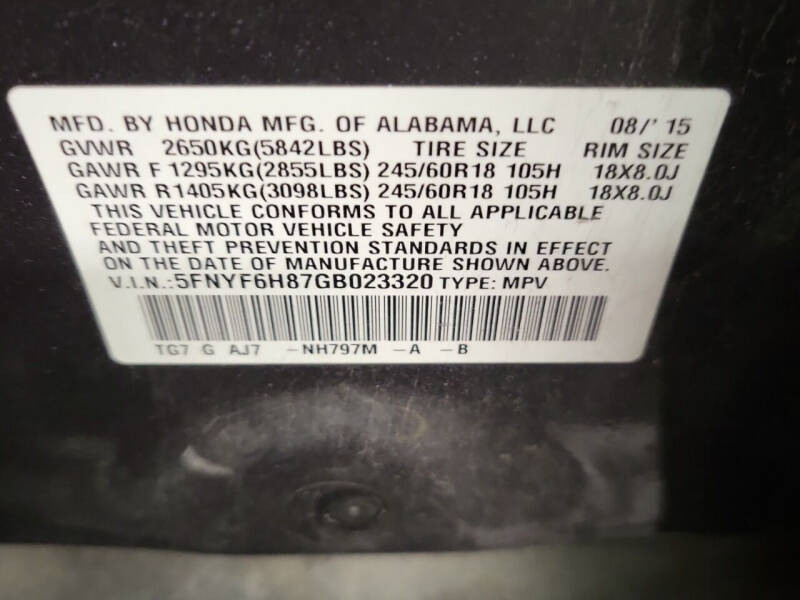 MFD. BY HONDA MFG. OF ALABAMA, LLC 08/'15
GVWR 2650KG(5842LBS) TIRE SIZE RIM SIZE
GAWR F 1295KG(2855LBS) 245/60R18 105H 18X8.0J
GAWR R1405KG(3098LBS) 245/60R18 105H 18X8.0J
THIS VEHICLE CONFORMS TO ALL APPLICABLE
FEDERAL MOTOR VEHICLE SAFETY
AND THEFT PREVENTION STANDARDS IN EFFECT
ON THE DATE OF MANUFACTURE SHOWN ABOVE.
V.I.N.:5FNYF6H87GB023320 TYPE: MPV
TG7 G AJ7 -NH797M -A -B